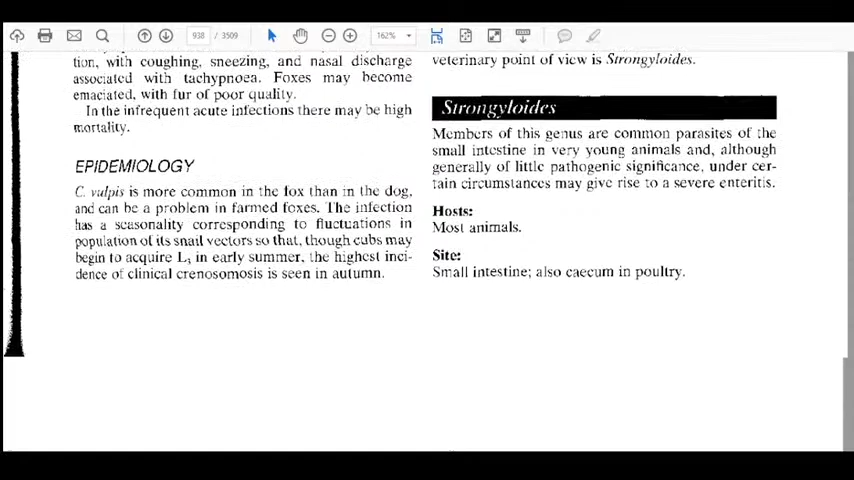 938 / 3509
162%
tion, with coughing, sneezing, and nasal discharge
associated with tachypnoea. Foxes may become
emaciated, with fur of poor quality.
In the infrequent acute infections there may be high
mortality.
EPIDEMIOLOGY
C. vulpis is more common in the fox than in the dog,
and can be a problem in farmed foxes. The infection
has a seasonality corresponding to fluctuations in
population of its snail vectors so that, though cubs may
begin to acquire L3 in early summer, the highest inci-
dence of clinical crenosomosis is seen in autumn.
veterinary point of view is Strongyloides.
Strongyloides
Members of this genus are common parasites of the
small intestine in very young animals and, although
generally of little pathogenic significance, under cer-
tain circumstances may give rise to a severe enteritis.
Hosts:
Most animals.
Site:
Small intestine; also caecum in poultry.